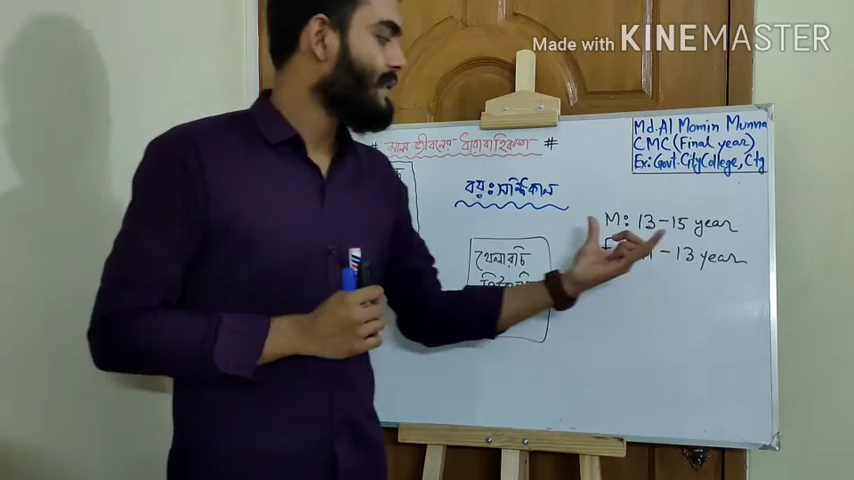 Made with KINEMASTER
Md. Al Momin Munna
CMC (Final year)
Ex: Govt. City College, Ctg
# মানব জীবনের ধারাবাহিকতা #
বয়ঃসন্ধিকাল
M: 13-15 year
-13 year